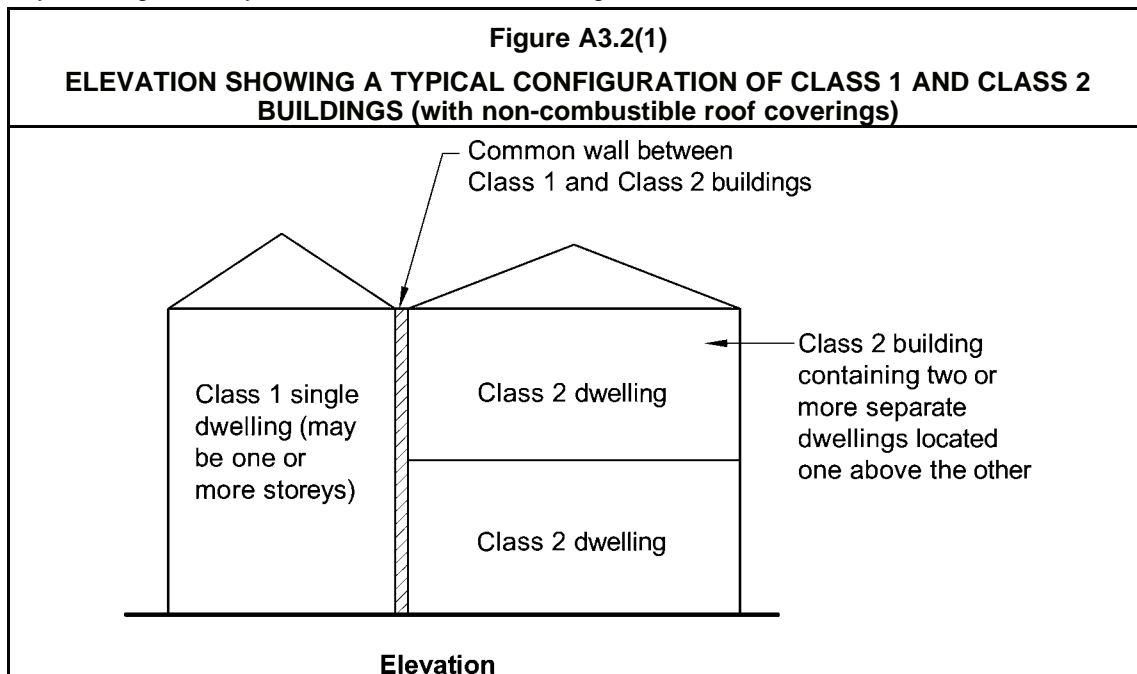 Figure A3.2(1)
ELEVATION SHOWING A TYPICAL CONFIGURATION OF CLASS 1 AND CLASS 2
BUILDINGS (with non-combustible roof coverings)
Common wall between
Class 1 and Class 2 buildings
Class 1 single
dwelling (may
be one or
more storeys)
Class 2 dwelling
Class 2 dwelling
Class 2 building
containing two or
more separate
dwellings located
one above the other
Elevation